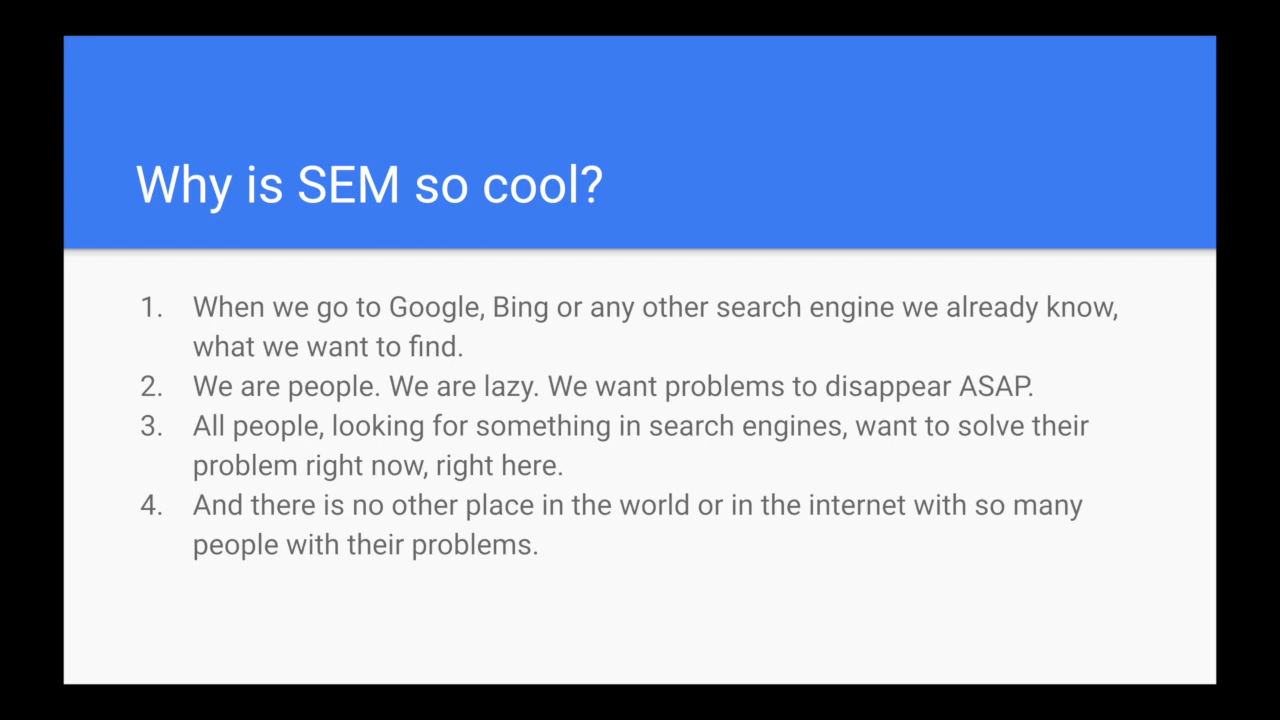 Why is SEM so cool?
1. When we go to Google, Bing or any other search engine we already know,
what we want to find.
2. We are people. We are lazy. We want problems to disappear ASAP.
3. All people, looking for something in search engines, want to solve their
problem right now, right here.
4. And there is no other place in the world or in the internet with so many
people with their problems.